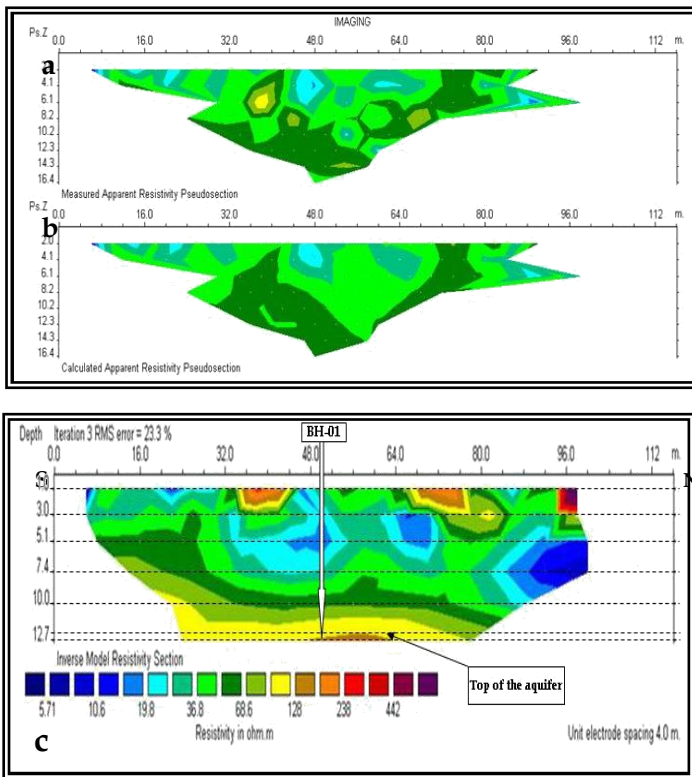 IMAGING
Ps.Z
0.0 16.0 32.0 48.0 64.0 80.0 96.0 112 m.
a
4.1
6.1
8.2
10.2
12.3
14.3
16.4
Measured Apparent Resistivity Pseudosection
Ps.Z
0.0 16.0 32.0 48.0 64.0 80.0 96.0 112 m.
b
2.0
4.1
6.1
8.2
10.2
12.3
14.3
16.4
Calculated Apparent Resistivity Pseudosection
BH-01
Depth Iteration 3 RMS error = 23.3 %
0.0 16.0 32.0 48.0 64.0 80.0 96.0 112 m.
S N
3.0
5.1
7.4
10.0
12.7
Inverse Model Resistivity Section
Top of the aquifer
5.71 10.6 19.8 36.8 68.6 128 238 442
Resistivity in ohm.m
Unit electrode spacing 4.0 m.
c